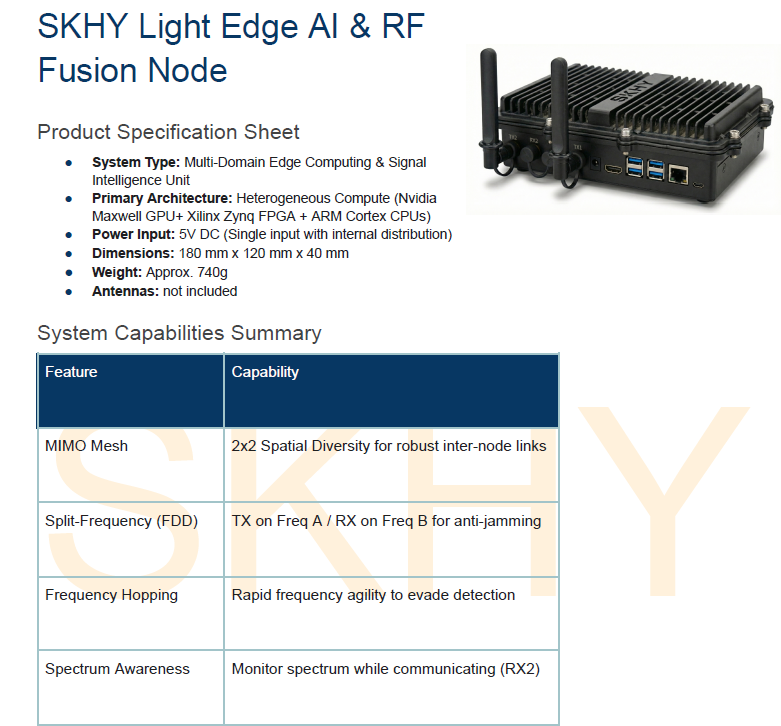 SKHY Light Edge AI & RF
Fusion Node
SKHY
Product Specification Sheet
● System Type: Multi-Domain Edge Computing & Signal
Intelligence Unit
● Primary Architecture: Heterogeneous Compute (Nvidia
Maxwell GPU+ Xilinx Zynq FPGA + ARM Cortex CPUs)
● Power Input: 5V DC (Single input with internal distribution)
● Dimensions: 180 mm x 120 mm x 40 mm
● Weight: Approx. 740g
● Antennas: not included
System Capabilities Summary
Feature Capability
MIMO Mesh 2x2 Spatial Diversity for robust inter-node links
Split-Frequency (FDD) TX on Freq A / RX on Freq B for anti-jamming
Frequency Hopping Rapid frequency agility to evade detection
Spectrum Awareness Monitor spectrum while communicating (RX2)
SKHY